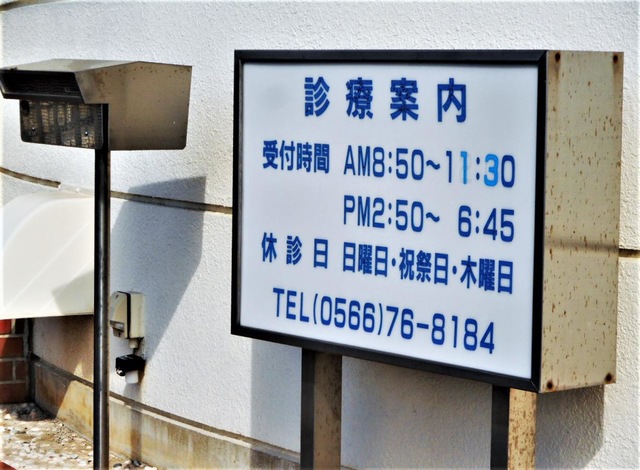 診療案内
受付時間 AM8:50~11:30
PM2:50~ 6:45
休診日 日曜日・祝祭日・木曜日
TEL(0566)76-8184